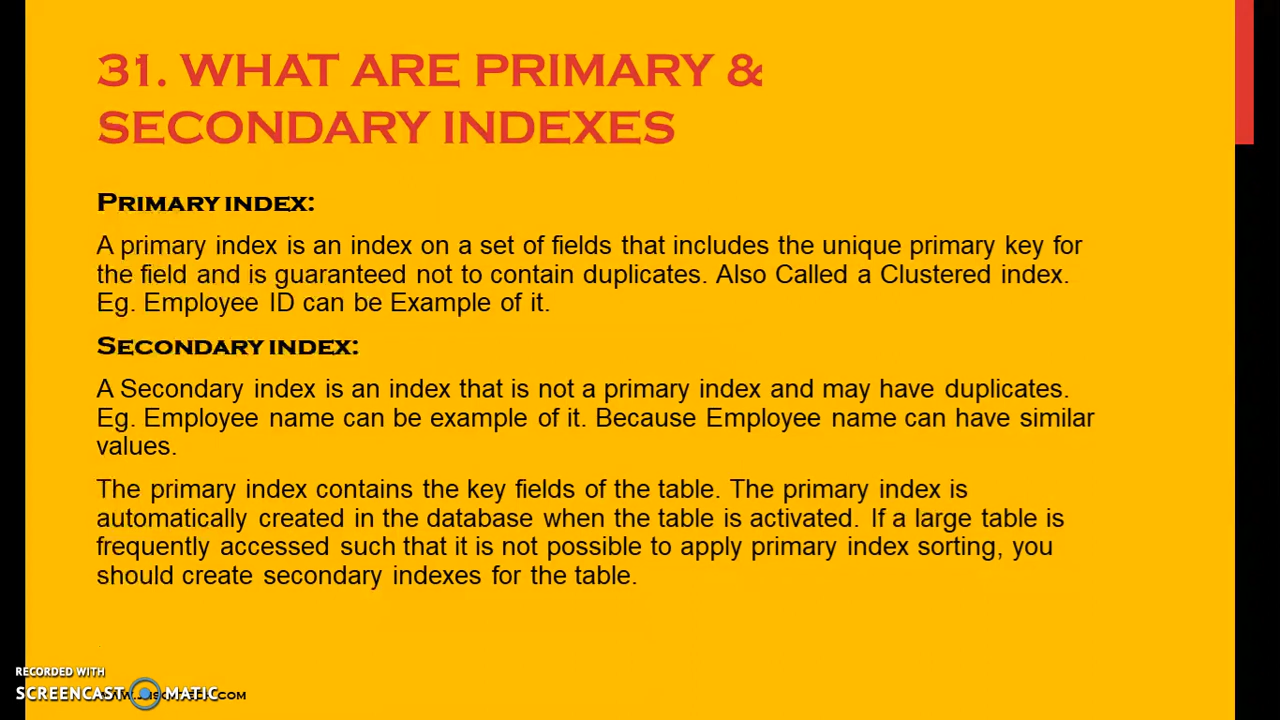 31. WHAT ARE PRIMARY &
SECONDARY INDEXES
PRIMARY INDEX:
A primary index is an index on a set of fields that includes the unique primary key for
the field and is guaranteed not to contain duplicates. Also Called a Clustered index.
Eg. Employee ID can be Example of it.
SECONDARY INDEX:
A Secondary index is an index that is not a primary index and may have duplicates.
Eg. Employee name can be example of it. Because Employee name can have similar
values.
The primary index contains the key fields of the table. The primary index is
automatically created in the database when the table is activated. If a large table is
frequently accessed such that it is not possible to apply primary index sorting, you
should create secondary indexes for the table.
RECORDED WITH
SCREENCAST MATIC